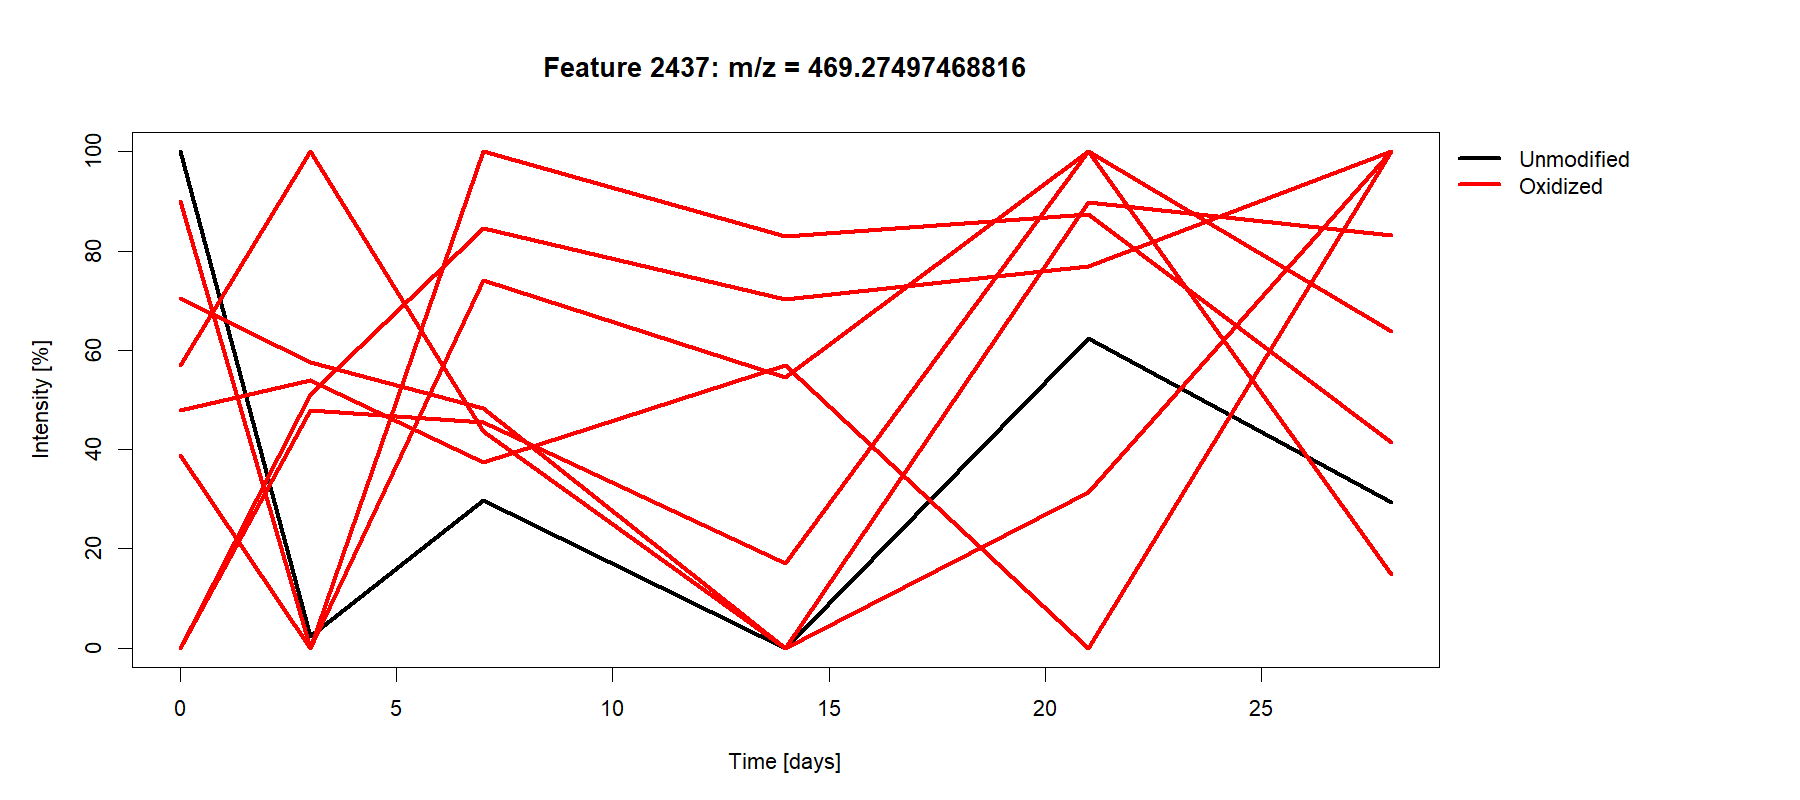 Feature 2437: m/z = 469.27497468816
Unmodified
Oxidized
Intensity [%]
100
80
60
40
20
0
0 5 10 15 20 25
Time [days]